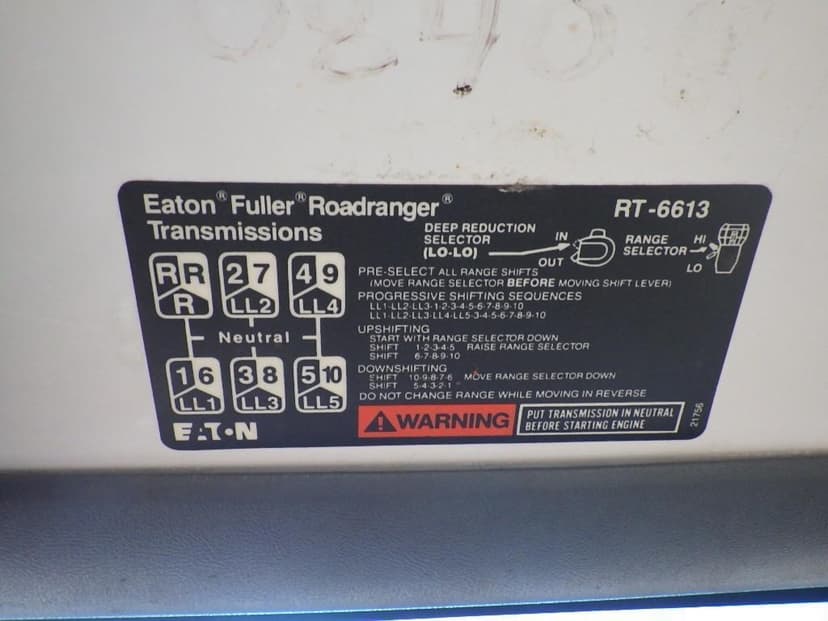 Eaton® Fuller® Roadranger®
Transmissions
RT-6613
DEEP REDUCTION
SELECTOR
(LO-LO)
IN
OUT
RANGE
SELECTOR
HI
LO
RR
R
2 7
LL2
4 9
LL4
Neutral
1 6
LL1
3 8
LL3
5 10
LL5
EATON
PRE-SELECT ALL RANGE SHIFTS
(MOVE RANGE SELECTOR BEFORE MOVING SHIFT LEVER)
PROGRESSIVE SHIFTING SEQUENCES
LL1-LL2-LL3-1-2-3-4-5-6-7-8-9-10
LL1-LL2-LL3-LL4-LL5-3-4-5-6-7-8-9-10
UPSHIFTING
START WITH RANGE SELECTOR DOWN
SHIFT 1-2-3-4-5 RAISE RANGE SELECTOR
SHIFT 6-7-8-9-10
DOWNSHIFTING
SHIFT 10-9-8-7-6 MOVE RANGE SELECTOR DOWN
SHIFT 5-4-3-2-1
DO NOT CHANGE RANGE WHILE MOVING IN REVERSE
WARNING
PUT TRANSMISSION IN NEUTRAL
BEFORE STARTING ENGINE
21756